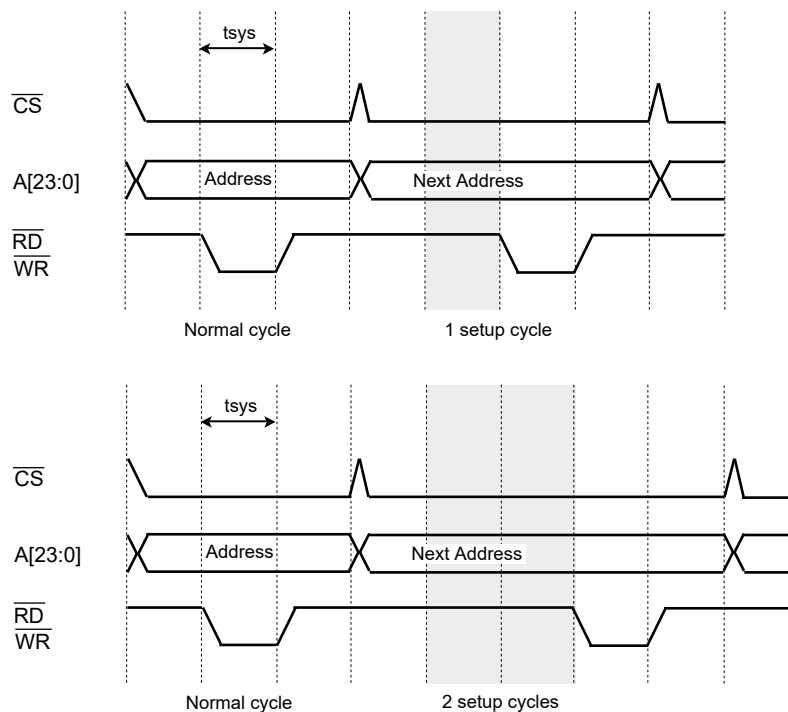 tsys
CS
A[23:0]
Address
Next Address
RD
WR
Normal cycle
1 setup cycle
tsys
CS
A[23:0]
Address
Next Address
RD
WR
Normal cycle
2 setup cycles